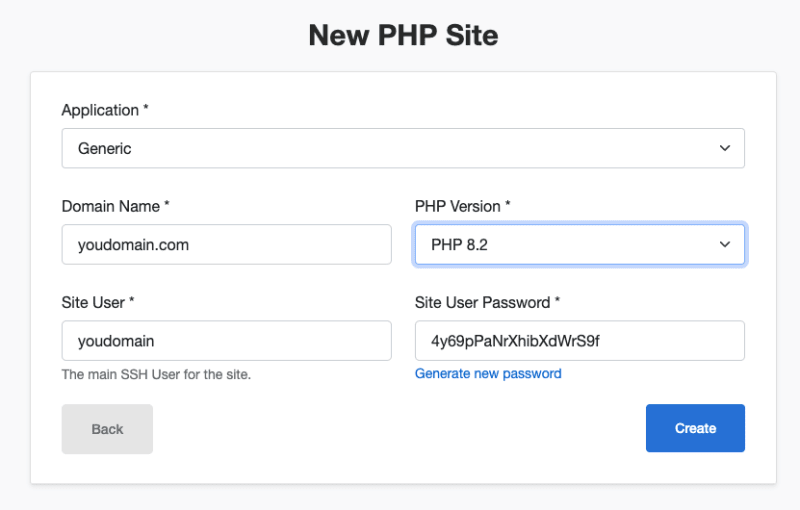 New PHP Site
Application *
Generic
Domain Name *
PHP Version *
youdomain.com
PHP 8.2
Site User *
Site User Password *
youdomain
4y69pPaNrXhibXdWrS9f
The main SSH User for the site.
Generate new password
Back
Create